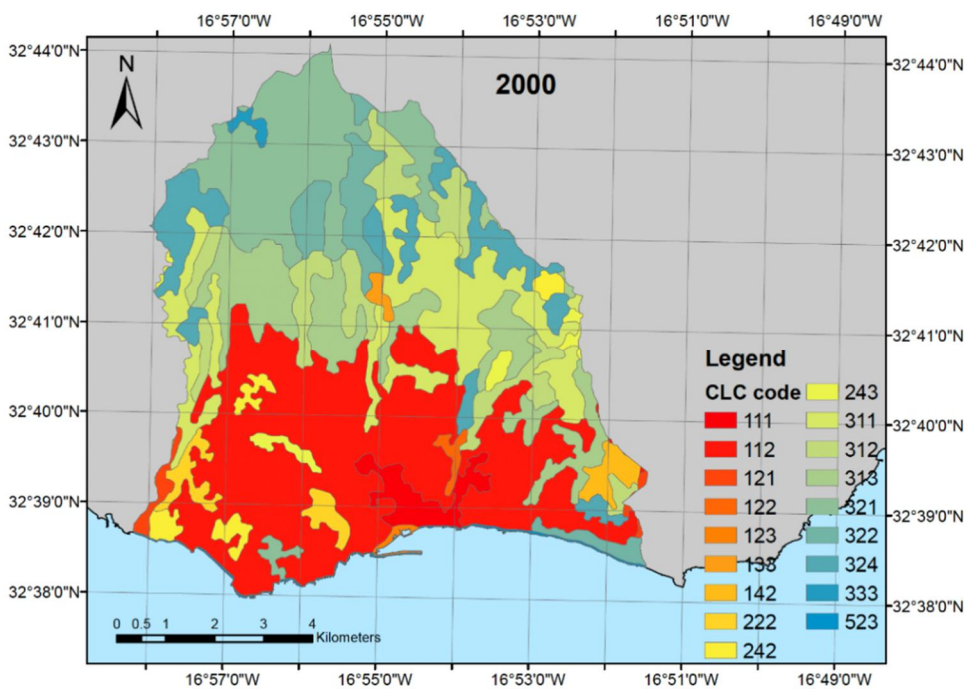 16°57'0"W 16°55'0"W 16°53'0"W 16°51'0"W 16°49'0"W
32°44'0"N 32°44'0"N
N
2000
32°43'0"N 32°43'0"N
32°42'0"N 32°42'0"N
32°41'0"N 32°41'0"N
Legend
CLC code 243
32°40'0"N 111 311 32°40'0"N
112 312
121 313
32°39'0"N 122 321 32°39'0"N
123 322
133 324
32°38'0"N 142 333 32°38'0"N
0 0.5 1 2 3 4
Kilometers
222 523
242
16°57'0"W 16°55'0"W 16°53'0"W 16°51'0"W 16°49'0"W